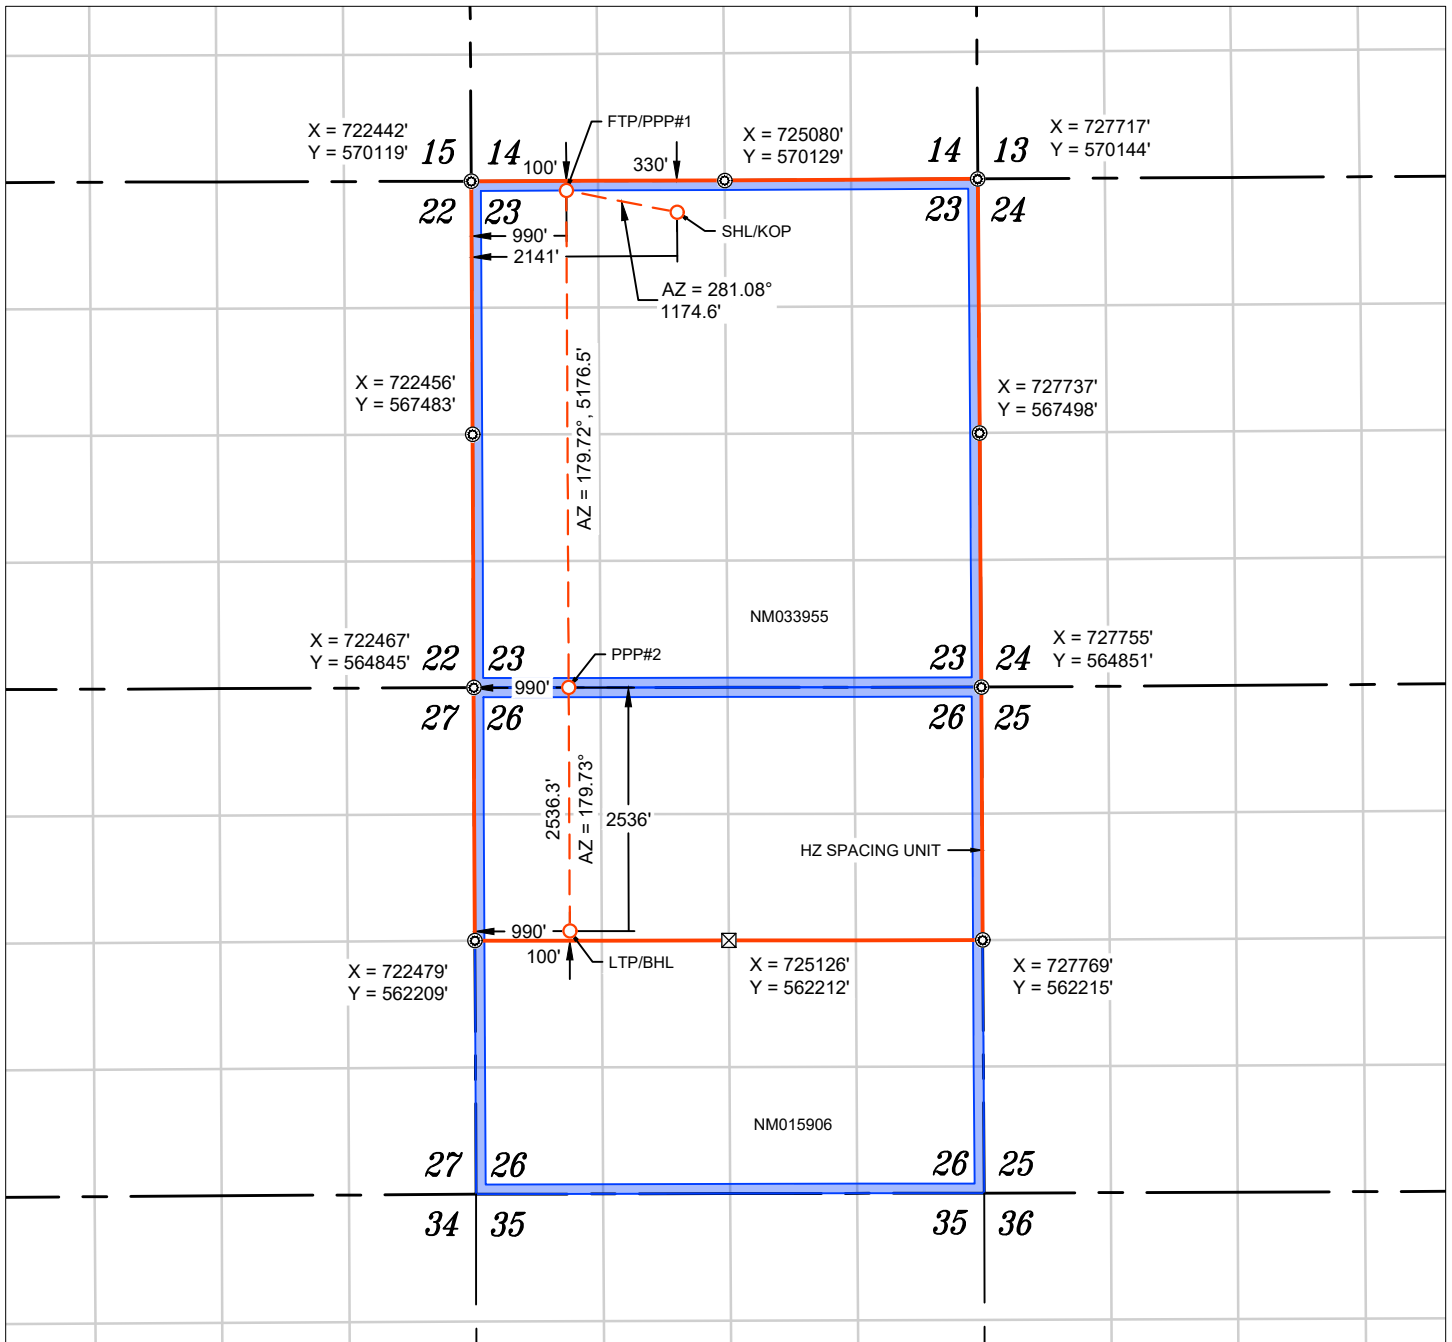 FTP/PPP#1
X = 722442'
Y = 570119'
X = 725080'
Y = 570129'
X = 727717'
Y = 570144'
15 14
14 13
100'
330'
22 23
23 24
990'
2141'
SHL/KOP
AZ = 281.08°
1174.6'
X = 722456'
Y = 567483'
AZ = 179.72°, 5176.5'
X = 727737'
Y = 567498'
NM033955
X = 722467'
Y = 564845'
22 23
PPP#2
23 24
X = 727755'
Y = 564851'
990'
27 26
26 25
2536.3'
AZ = 179.73°
2536'
HZ SPACING UNIT
990'
100'
LTP/BHL
X = 722479'
Y = 562209'
X = 725126'
Y = 562212'
X = 727769'
Y = 562215'
NM015906
27 26
26 25
34 35
35 36